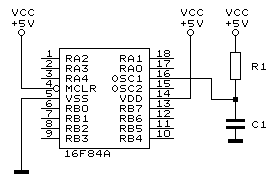 VCC VCC VCC
+5V +5V +5V
1 RA2 RA1 18
2 RA3 RA0 17
3 RA4 OSC1 16
4 MCLR OSC2 15
5 VSS VDD 14
6 RB0 RB7 13
7 RB1 RB6 12
8 RB2 RB5 11
9 RB3 RB4 10
16F84A
R1
C1